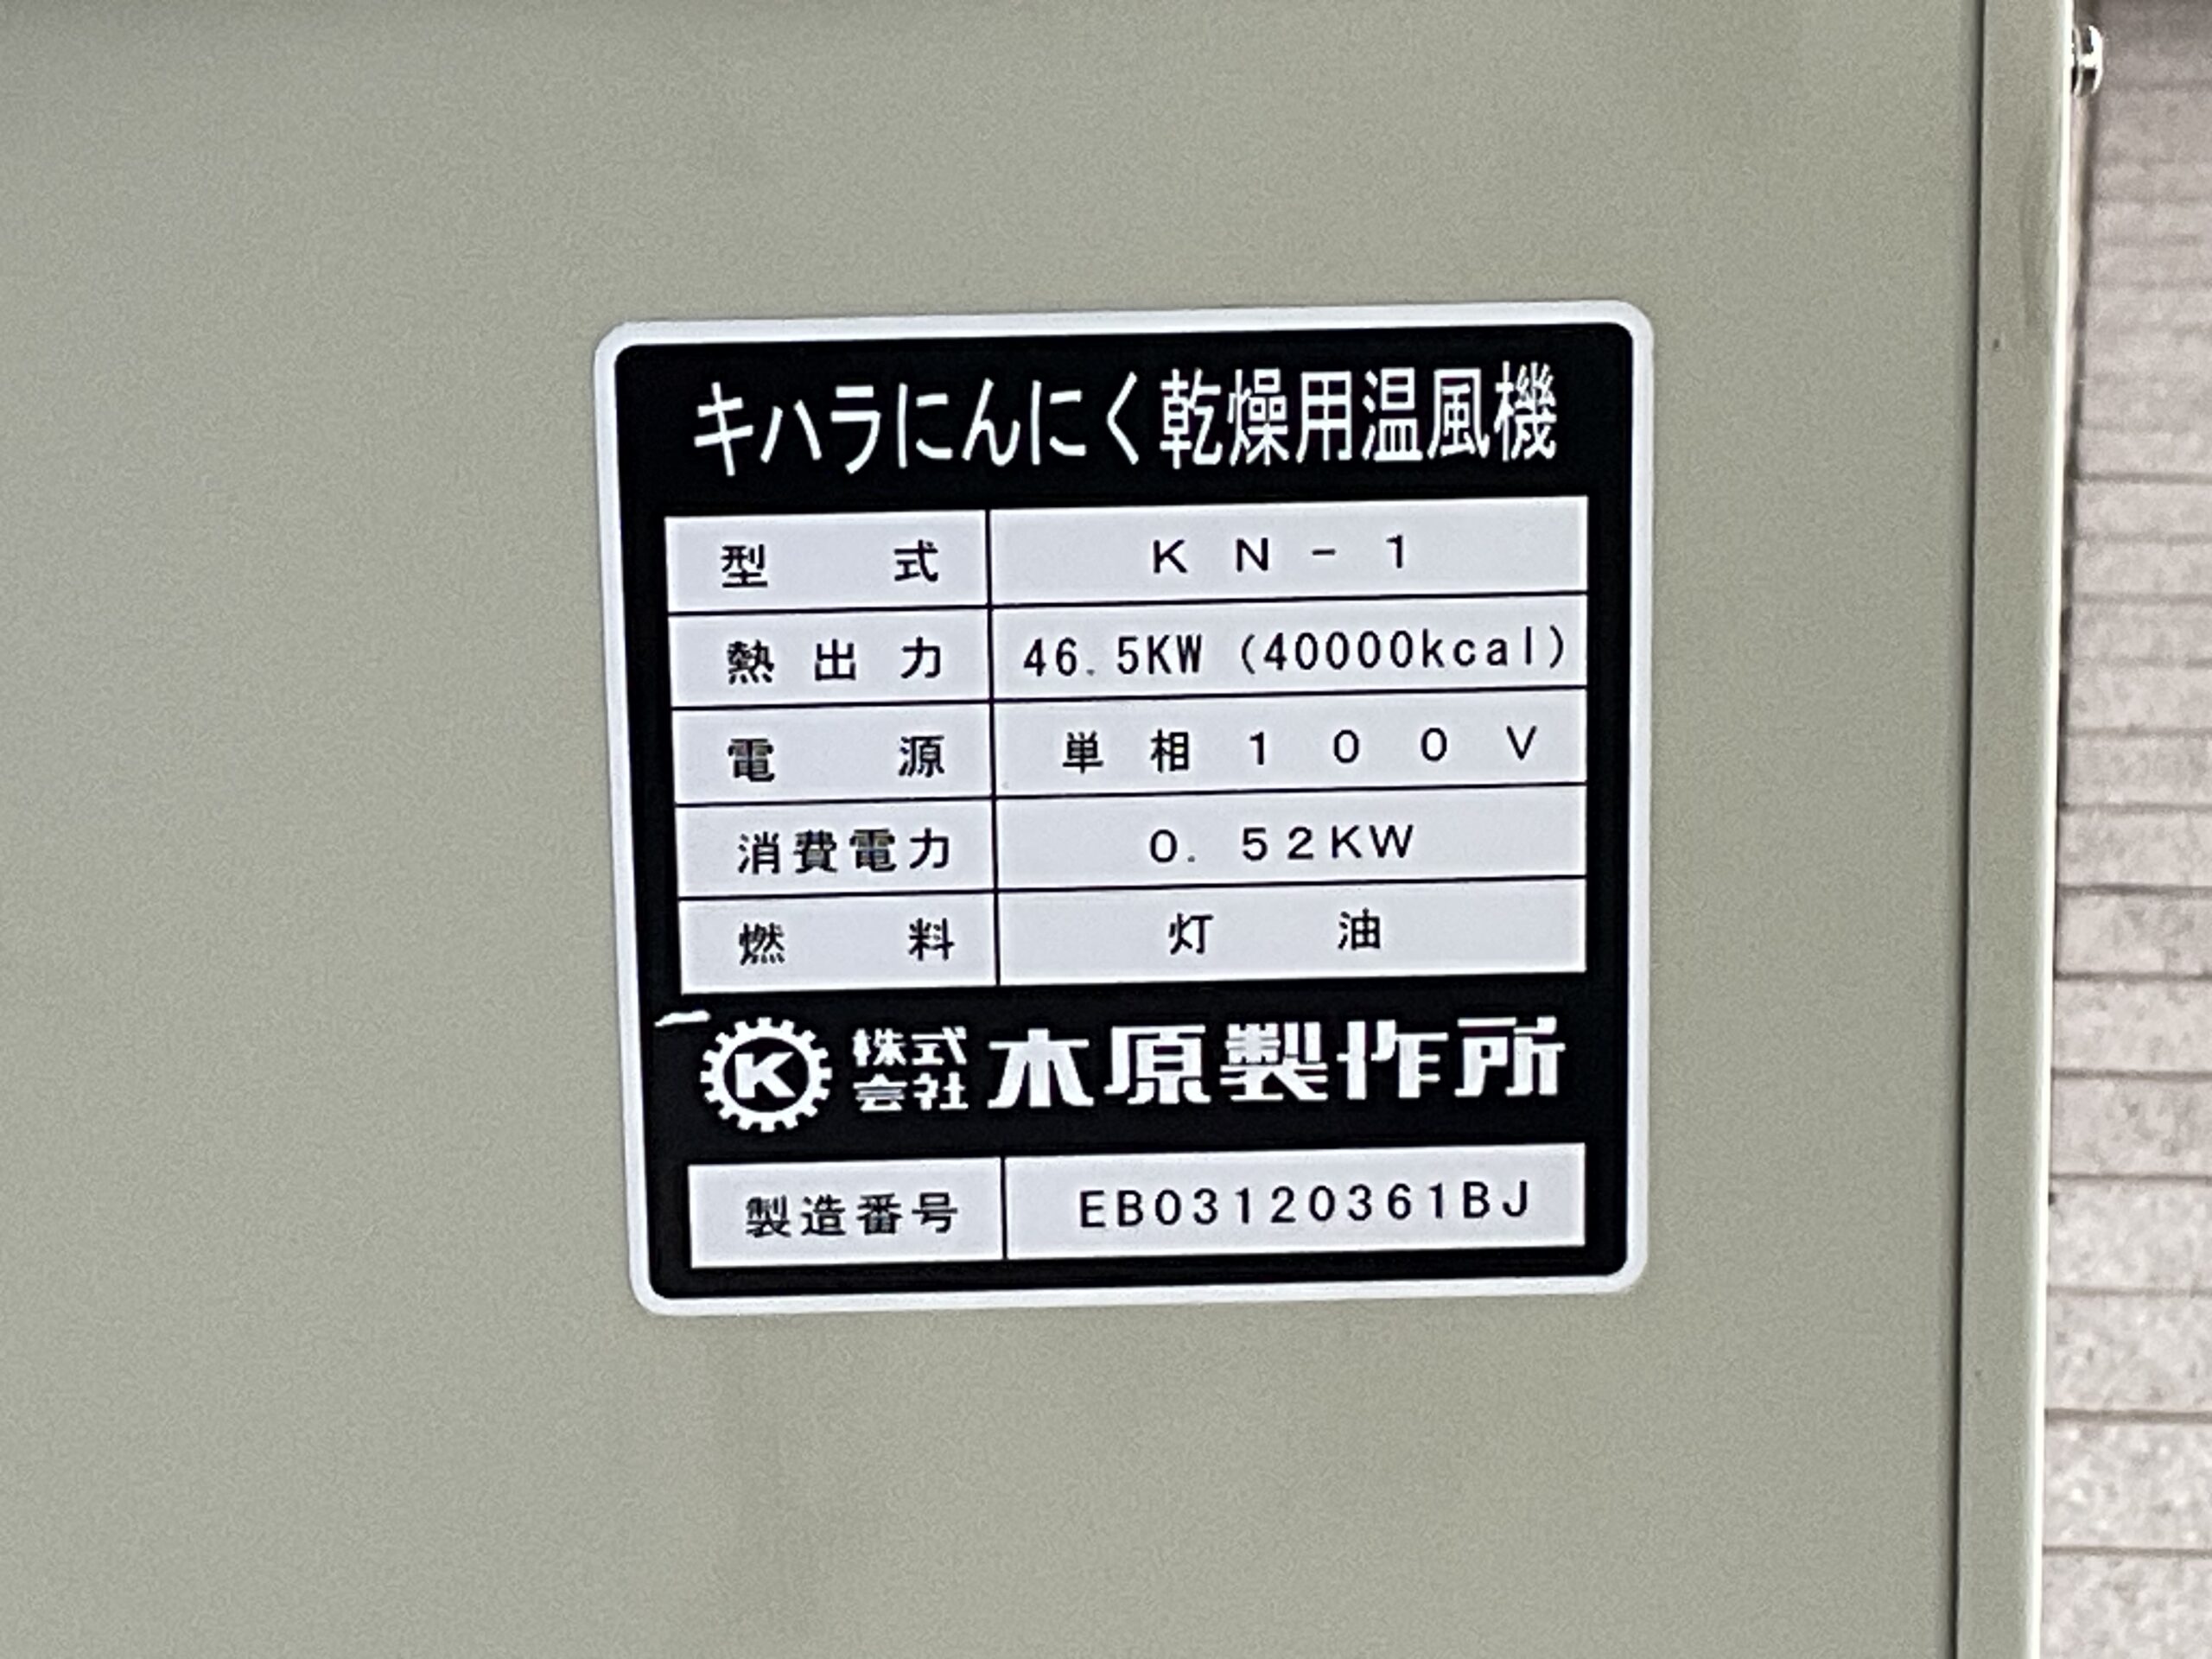 キハラにんにく乾燥用温風機
型式 KN-1
熱出力 46.5KW (40000kcal)
電源 単相100V
消費電力 0.52KW
燃料 灯油
K 株式会社 木原製作所
製造番号 EB03120361BJ